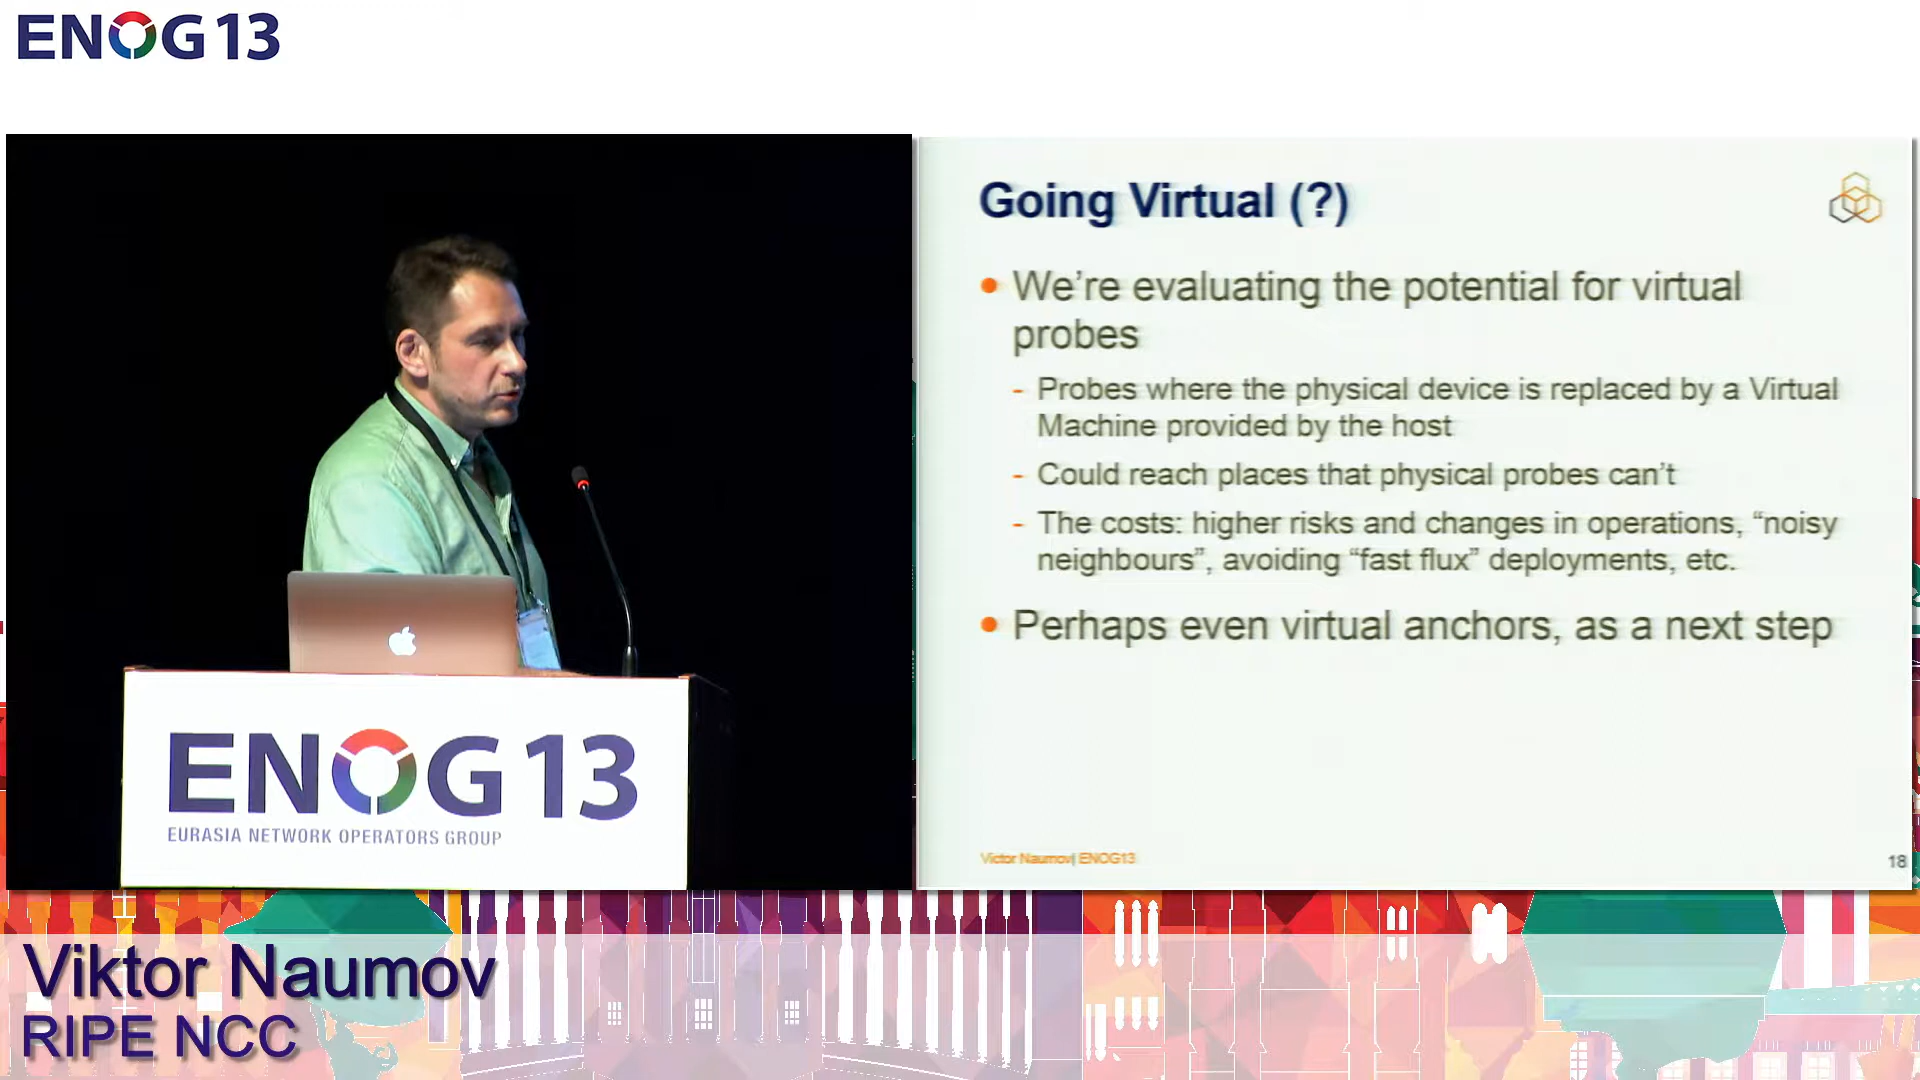 ENOG13
Going Virtual (?)
• We’re evaluating the potential for virtual
probes
- Probes where the physical device is replaced by a Virtual
Machine provided by the host
- Could reach places that physical probes can’t
- The costs: higher risks and changes in operations, “noisy
neighbours”, avoiding “fast flux” deployments, etc.
• Perhaps even virtual anchors, as a next step
Victor Naumov| ENOG13
18
ENOG13
EURASIA NETWORK OPERATORS GROUP
Viktor Naumov
RIPE NCC